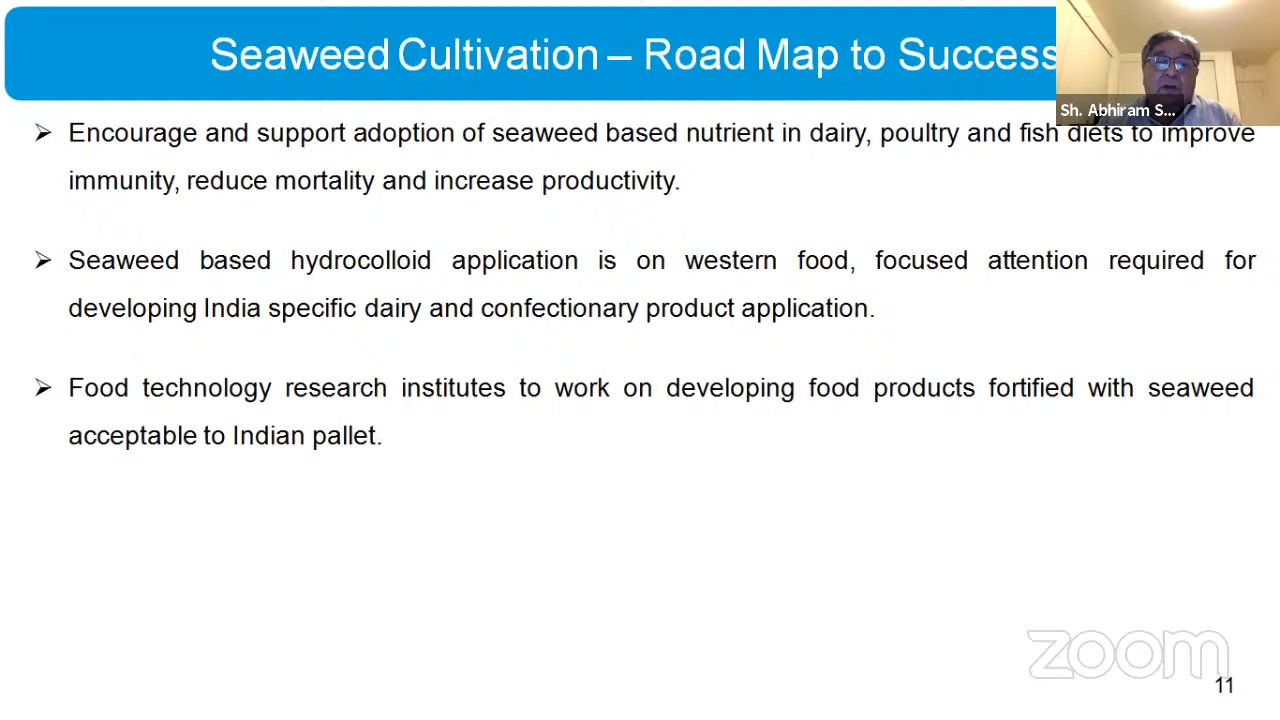 Seaweed Cultivation – Road Map to Success
Sh. Abhiram S...
➢ Encourage and support adoption of seaweed based nutrient in dairy, poultry and fish diets to improve
immunity, reduce mortality and increase productivity.
➢ Seaweed based hydrocolloid application is on western food, focused attention required for
developing India specific dairy and confectionary product application.
➢ Food technology research institutes to work on developing food products fortified with seaweed
acceptable to Indian pallet.
zoom
11